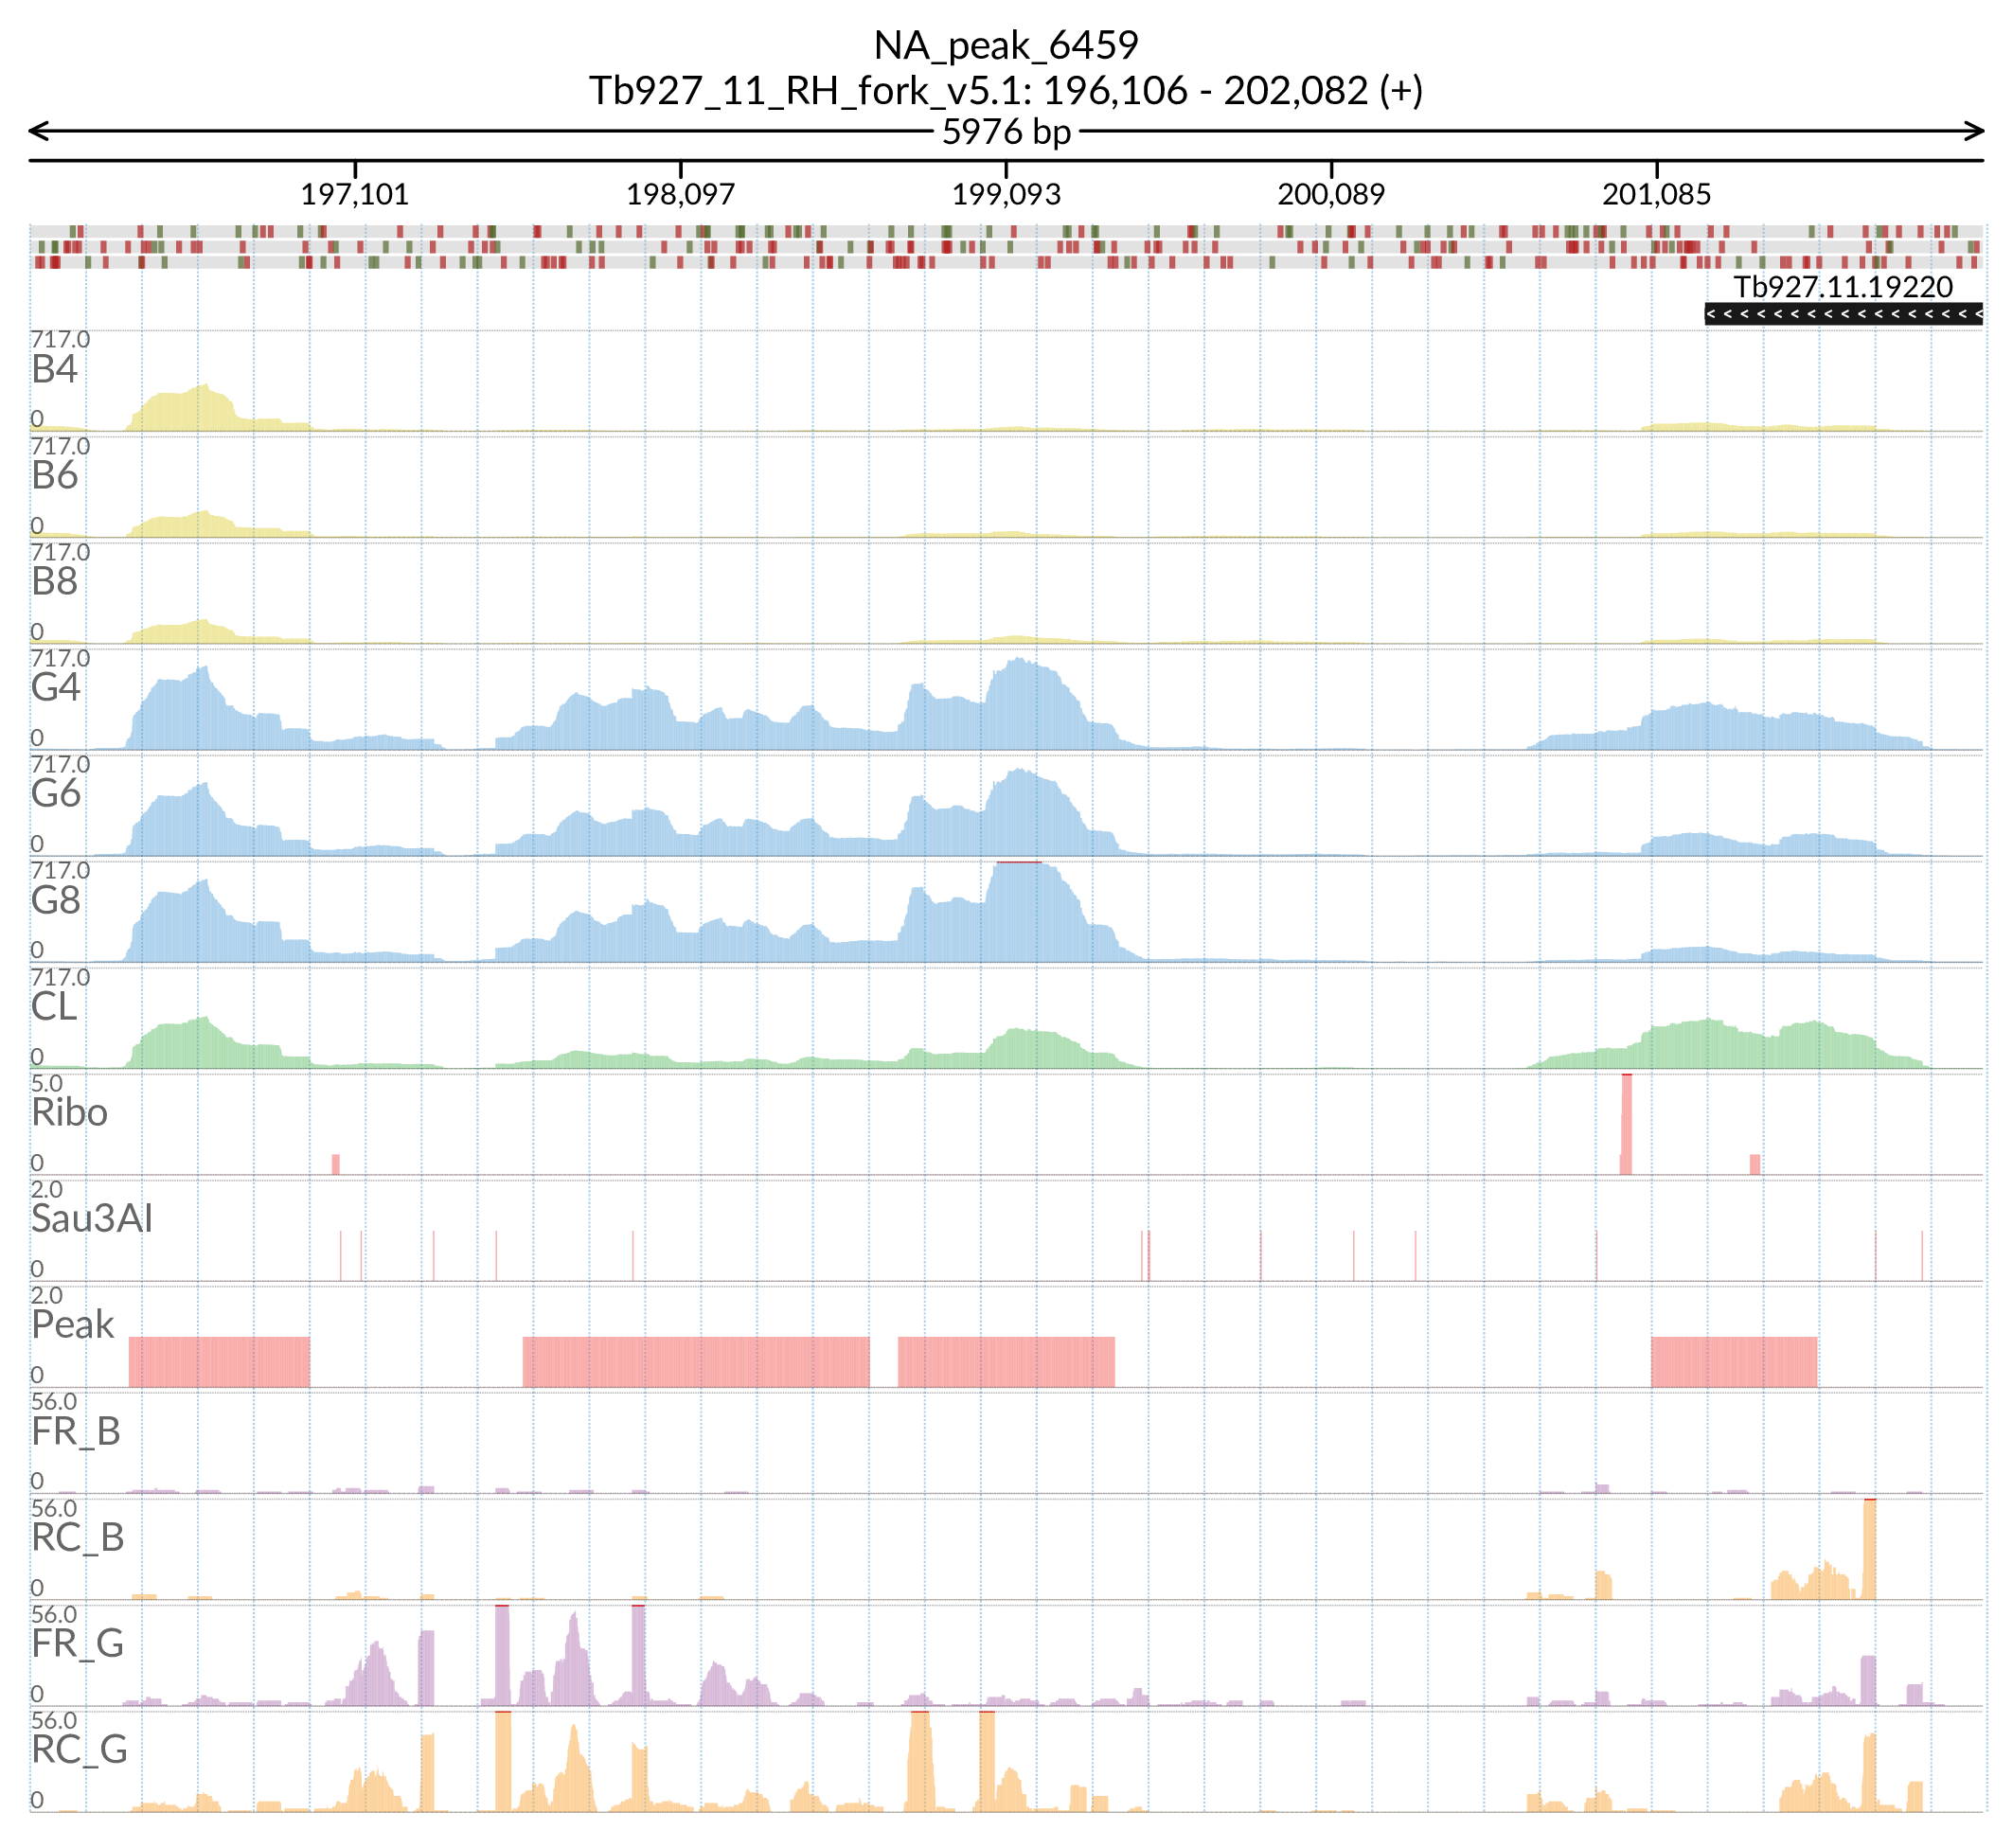 NA_peak_6459
Tb927_11_RH_fork_v5.1: 196,106 - 202,082 (+)
5976 bp
197,101 198,097 199,093 200,089 201,085
Tb927.11.19220
717.0
B4
0
717.0
B6
0
717.0
B8
0
717.0
G4
0
717.0
G6
0
717.0
G8
0
717.0
CL
0
5.0
Ribo
0
2.0
Sau3AI
0
2.0
Peak
0
56.0
FR_B
0
56.0
RC_B
0
56.0
FR_G
0
56.0
RC_G
0